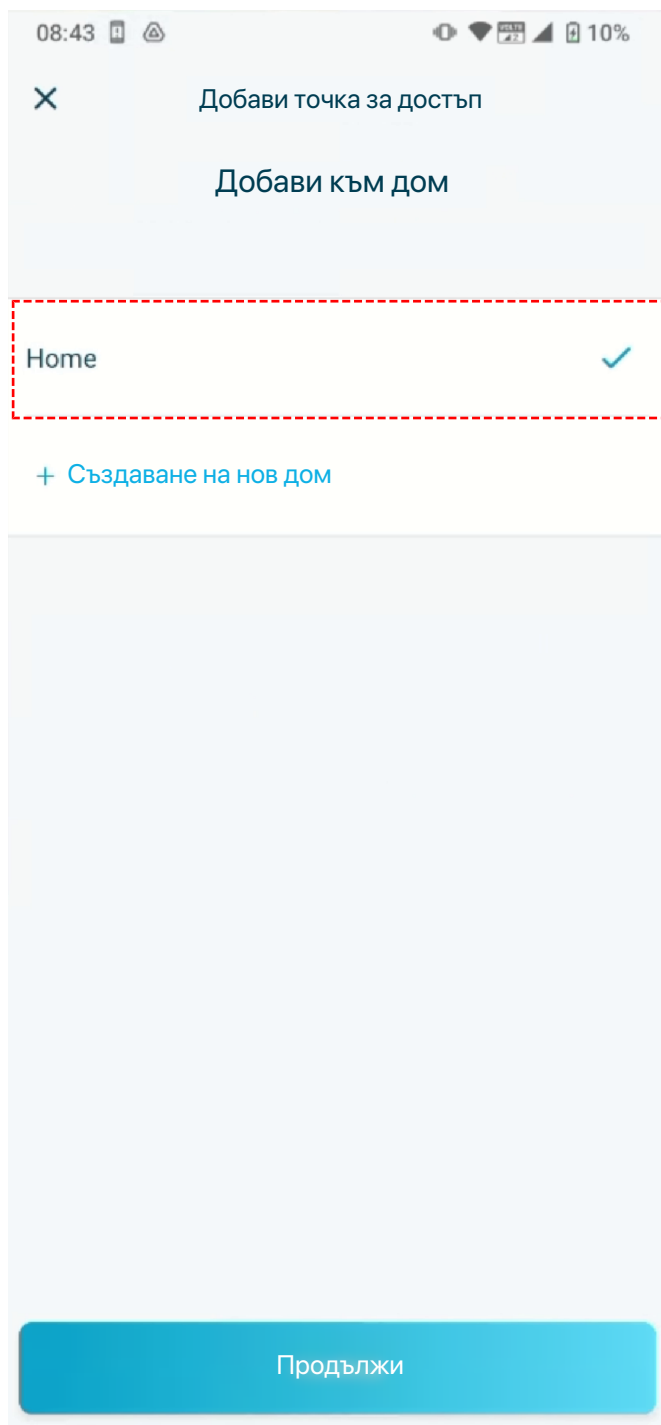 08:43 10%
Добави точка за достъп
Добави към дом
Home
+ Създаване на нов дом
Продължи